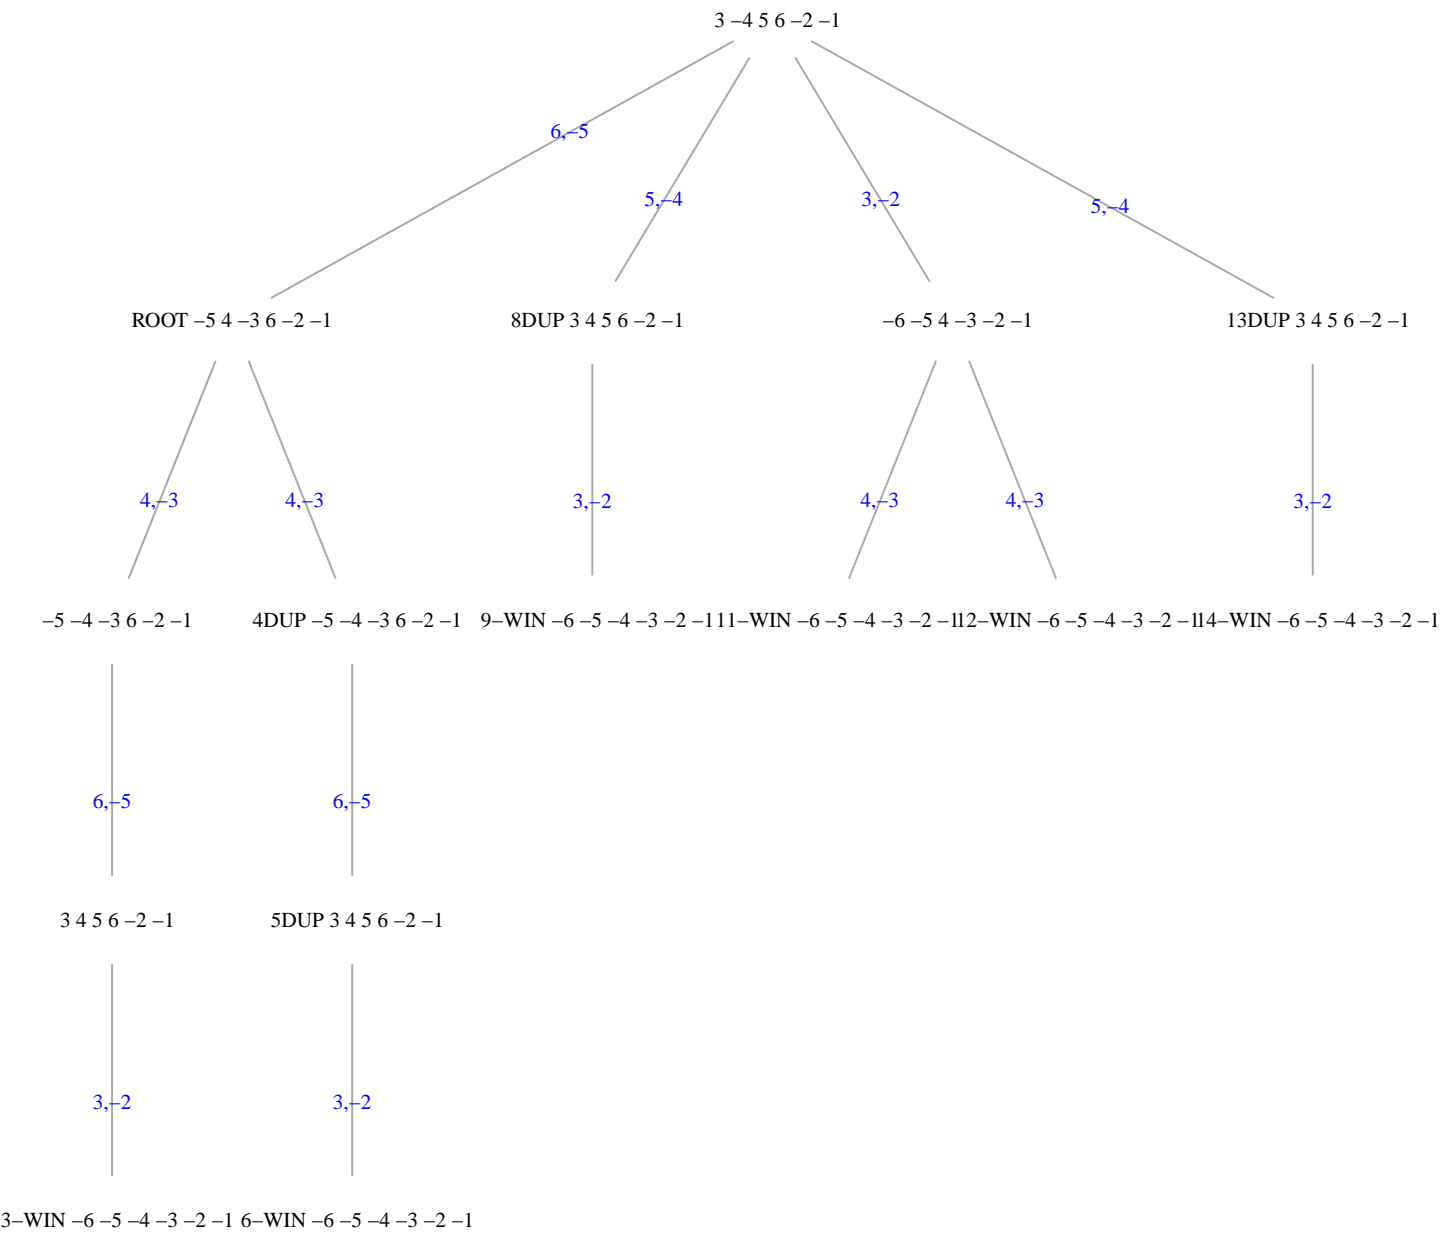 3 –4 5 6 –2 –1
6,–5
5,–4
3,–2
5,–4
ROOT –5 4 –3 6 –2 –1
8DUP 3 4 5 6 –2 –1
–6 –5 4 –3 –2 –1
13DUP 3 4 5 6 –2 –1
4,–3
4,–3
3,–2
4,–3
4,–3
3,–2
–5 –4 –3 6 –2 –1
4DUP –5 –4 –3 6 –2 –1
9–WIN –6 –5 –4 –3 –2 –1
11–WIN –6 –5 –4 –3 –2 –1
12–WIN –6 –5 –4 –3 –2 –1
14–WIN –6 –5 –4 –3 –2 –1
6,–5
6,–5
3 4 5 6 –2 –1
5DUP 3 4 5 6 –2 –1
3,–2
3,–2
3–WIN –6 –5 –4 –3 –2 –1
6–WIN –6 –5 –4 –3 –2 –1